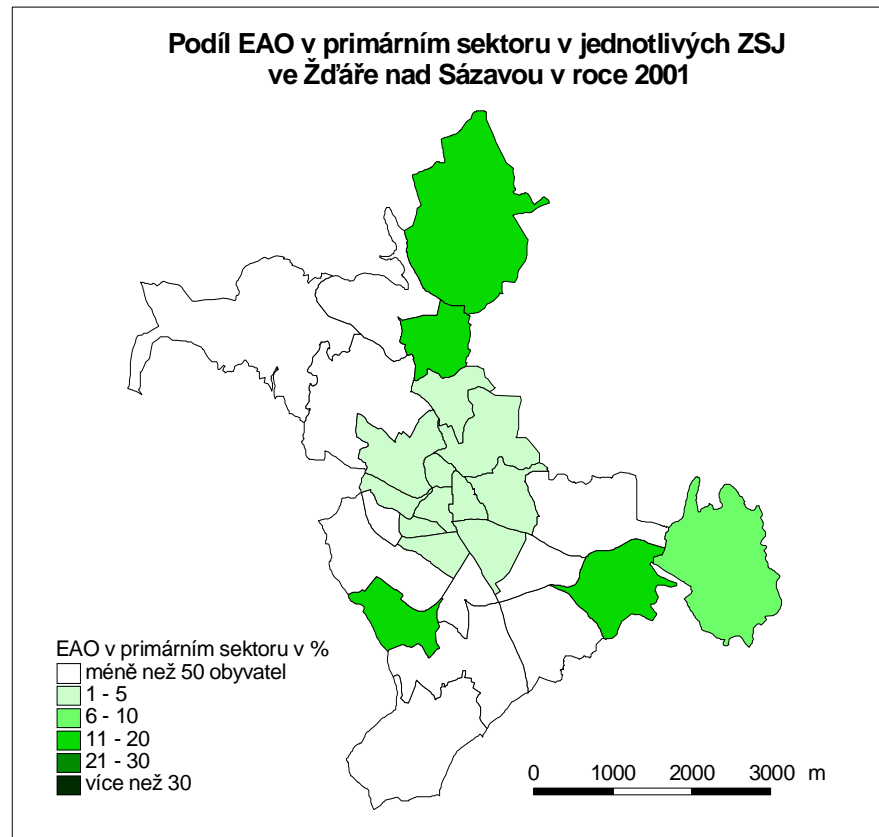 Podíl EAO v primárním sektoru v jednotlivých ZSJ
ve Žďáře nad Sázavou v roce 2001
EAO v primárním sektoru v %
méně než 50 obyvatel
1 - 5
6 - 10
11 - 20
21 - 30
více než 30
0 1000 2000 3000 m